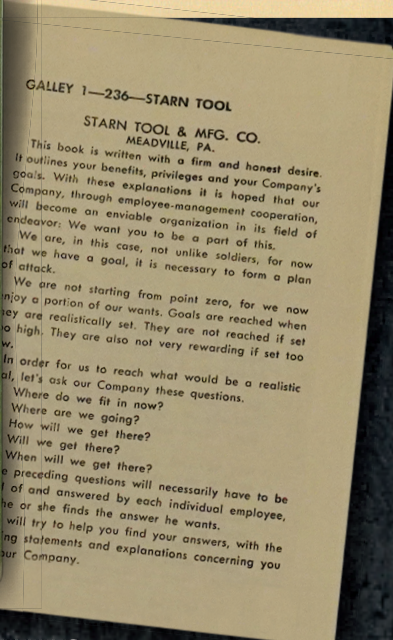 GALLEY 1—236—STARN TOOL
STARN TOOL & MFG. CO.
MEADVILLE, PA.
This book is written with a firm and honest desire.
It outlines your benefits, privileges and your Company's
goals. With these explanations it is hoped that our
Company, through employee-management cooperation,
will become an enviable organization in its field of
endeavor: We want you to be a part of this.
We are, in this case, not unlike soldiers, for now
that we have a goal, it is necessary to form a plan
of attack.
We are not starting from point zero, for we now
njoy a portion of our wants. Goals are reached when
ey are realistically set. They are not reached if set
o high. They are also not very rewarding if set too
w.
In order for us to reach what would be a realistic
al, let's ask our Company these questions.
Where do we fit in now?
Where are we going?
How will we get there?
Will we get there?
When will we get there?
e preceding questions will necessarily have to be
of and answered by each individual employee,
he or she finds the answer he wants.
will try to help you find your answers, with the
ng statements and explanations concerning you
our Company.